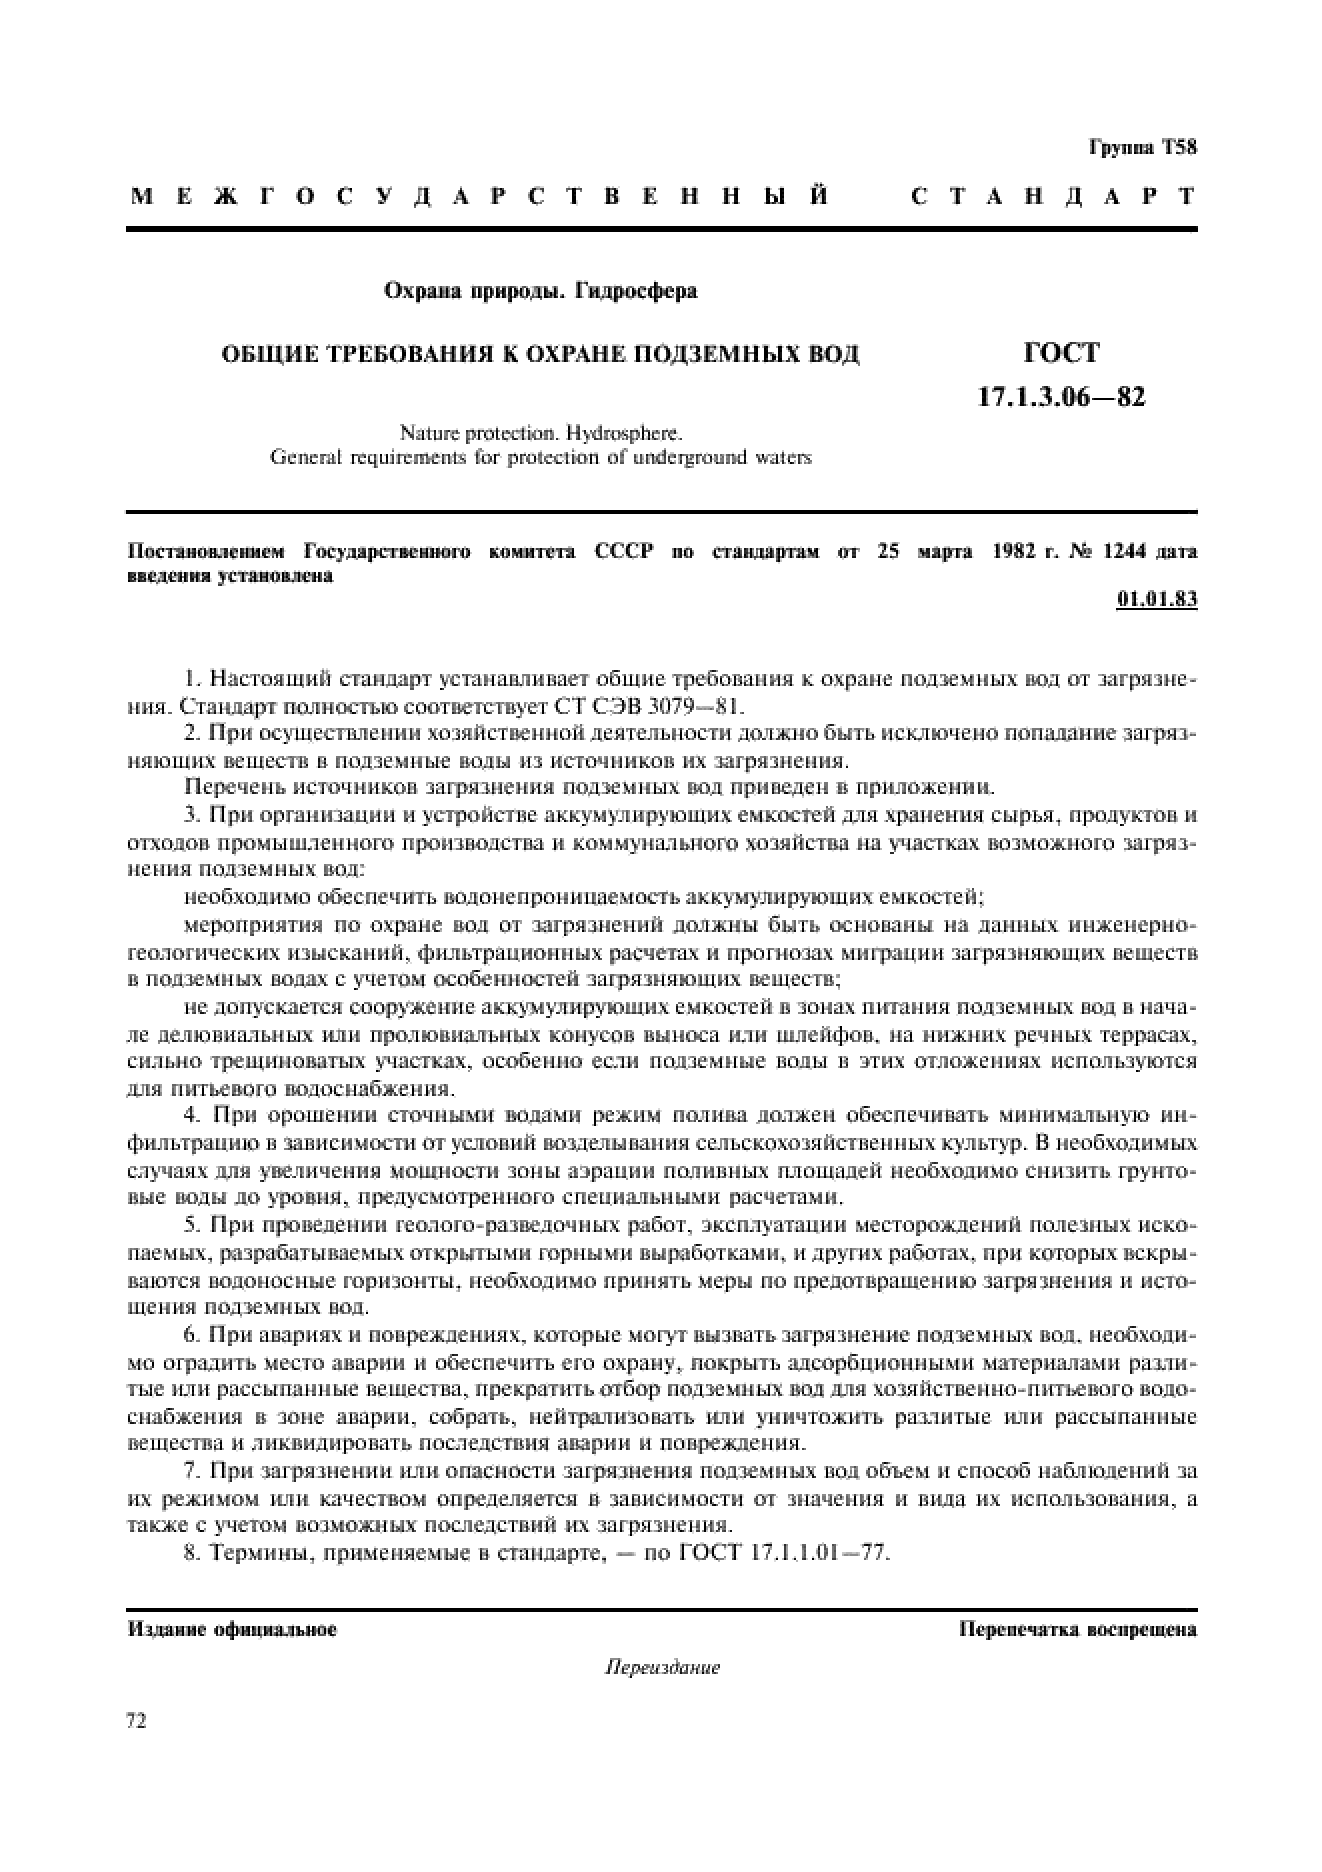 Группа Т58
МЕЖГОСУДАРСТВЕННЫЙ СТАНДАРТ
Охрана природы. Гидросфера
ОБЩИЕ ТРЕБОВАНИЯ К ОХРАНЕ ПОДЗЕМНЫХ ВОД
ГОСТ
17.1.3.06—82
Nature protection. Hydrosphere.
General requirements for protection of underground waters
Постановлением Государственного комитета СССР по стандартам от 25 марта 1982 г. № 1244 дата
введения установлена
01.01.83
1. Настоящий стандарт устанавливает общие требования к охране подземных вод от загрязне-
ния. Стандарт полностью соответствует СТ СЭВ 3079—81.
2. При осуществлении хозяйственной деятельности должно быть исключено попадание загряз-
няющих веществ в подземные воды из источников их загрязнения.
Перечень источников загрязнения подземных вод приведен в приложении.
3. При организации и устройстве аккумулирующих емкостей для хранения сырья, продуктов и
отходов промышленного производства и коммунального хозяйства на участках возможного загряз-
нения подземных вод:
необходимо обеспечить водонепроницаемость аккумулирующих емкостей;
мероприятия по охране вод от загрязнений должны быть основаны на данных инженерно-
геологических изысканий, фильтрационных расчетах и прогнозах миграции загрязняющих веществ
в подземных водах с учетом особенностей загрязняющих веществ;
не допускается сооружение аккумулирующих емкостей в зонах питания подземных вод в нача-
ле делювиальных или пролювиальных конусов выноса или шлейфов, на нижних речных террасах,
сильно трещиноватых участках, особенно если подземные воды в этих отложениях используются
для питьевого водоснабжения.
4. При орошении сточными водами режим полива должен обеспечивать минимальную ин-
фильтрацию в зависимости от условий возделывания сельскохозяйственных культур. В необходимых
случаях для увеличения мощности зоны аэрации поливных площадей необходимо снизить грунто-
вые воды до уровня, предусмотренного специальными расчетами.
5. При проведении геолого-разведочных работ, эксплуатации месторождений полезных иско-
паемых, разрабатываемых открытыми горными выработками, и других работах, при которых вскры-
ваются водоносные горизонты, необходимо принять меры по предотвращению загрязнения и исто-
щения подземных вод.
6. При авариях и повреждениях, которые могут вызвать загрязнение подземных вод, необходи-
мо оградить место аварии и обеспечить его охрану, покрыть адсорбционными материалами разли-
тые или рассыпанные вещества, прекратить отбор подземных вод для хозяйственно-питьевого водо-
снабжения в зоне аварии, собрать, нейтрализовать или уничтожить разлитые или рассыпанные
вещества и ликвидировать последствия аварии и повреждения.
7. При загрязнении или опасности загрязнения подземных вод объем и способ наблюдений за
их режимом или качеством определяется в зависимости от значения и вида их использования, а
также с учетом возможных последствий их загрязнения.
8. Термины, применяемые в стандарте, — по ГОСТ 17.1.1.01—77.
Издание официальное
Перепечатка воспрещена
Переиздание
72